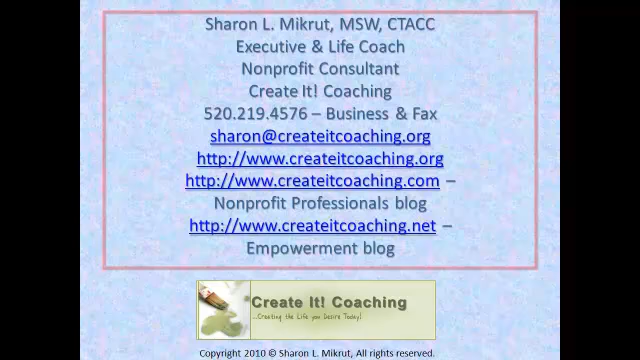 Sharon L. Mikrut, MSW, CTACC
Executive & Life Coach
Nonprofit Consultant
Create It! Coaching
520.219.4576 – Business & Fax
sharon@createitcoaching.org
http://www.createitcoaching.org
http://www.createitcoaching.com –
Nonprofit Professionals blog
http://www.createitcoaching.net –
Empowerment blog
Create It! Coaching
...Creating the Life you Desire Today!
Copyright 2010 © Sharon L. Mikrut, All rights reserved.